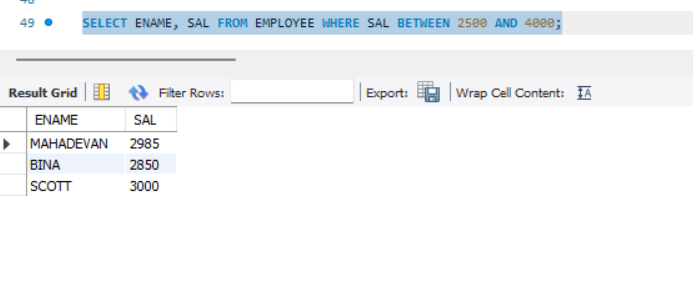 49 SELECT ENAME, SAL FROM EMPLOYEE WHERE SAL BETWEEN 2500 AND 4000;
Result Grid Filter Rows: Export: Wrap Cell Content: IA
ENAME SAL
MAHADEVAN 2985
BINA 2850
SCOTT 3000